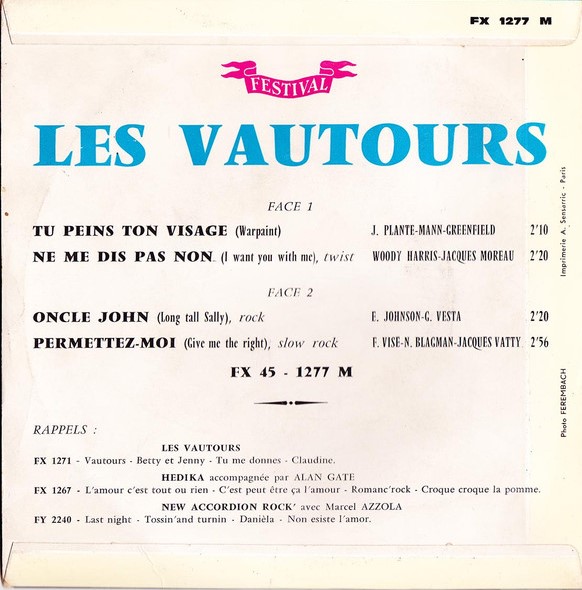 FX 1277 M
FESTIVAL
LES VAUTOURS
FACE 1
TU PEINS TON VISAGE (Warpaint) J. PLANTE-MANN-GREENFIELD 2'10
NE ME DIS PAS NON (I want you with me), twist WOODY HARRIS-JACQUES MOREAU 2'20
FACE 2
ONCLE JOHN (Long tall Sally), rock E. JOHNSON-G. VESTA 2'20
PERMETTEZ-MOI (Give me the right), slow rock F. VISE-N. BLAGMAN-JACQUES VATTY 2'56
FX 45 - 1277 M
RAPPELS :
LES VAUTOURS
FX 1271 - Vautours - Betty et Jenny - Tu me donnes - Claudine.
HEDIKA accompagnée par ALAN GATE
FX 1267 - L'amour c'est tout ou rien - C'est peut être ça l'amour - Romanc'rock - Croque croque la pomme.
NEW ACCORDION ROCK' avec Marcel AZZOLA
FY 2240 - Last night - Tossin'and turnin - Danièla - Non esiste l'amor.
Imprimerie A. Sensarric - Paris
Photo FEREMBACH